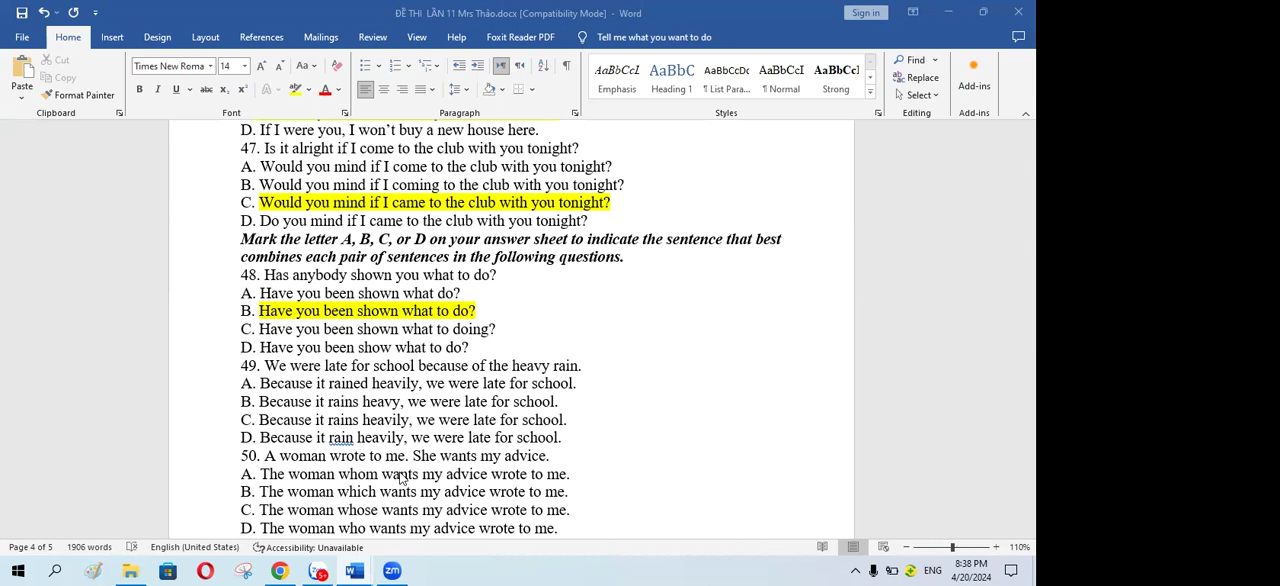 ĐỀ THI LẦN 11 Mrs Thảo.docx [Compatibility Mode] - Word
Sign in
File Home Insert Design Layout References Mailings Review View Help Foxit Reader PDF Tell me what you want to do
Paste
Cut
Copy
Format Painter
Clipboard
Times New Roma 14
Font
Paragraph
AaBbCcI Emphasis
AaBbC Heading 1
AaBbCcDc ¶ List Para...
AaBbCcI ¶ Normal
AaBbCcI Strong
Styles
Find
Replace
Select
Editing
Add-ins
Add-ins
D. If I were you, I won’t buy a new house here.
47. Is it alright if I come to the club with you tonight?
A. Would you mind if I come to the club with you tonight?
B. Would you mind if I coming to the club with you tonight?
C. Would you mind if I came to the club with you tonight?
D. Do you mind if I came to the club with you tonight?
Mark the letter A, B, C, or D on your answer sheet to indicate the sentence that best
combines each pair of sentences in the following questions.
48. Has anybody shown you what to do?
A. Have you been shown what do?
B. Have you been shown what to do?
C. Have you been shown what to doing?
D. Have you been show what to do?
49. We were late for school because of the heavy rain.
A. Because it rained heavily, we were late for school.
B. Because it rains heavy, we were late for school.
C. Because it rains heavily, we were late for school.
D. Because it rain heavily, we were late for school.
50. A woman wrote to me. She wants my advice.
A. The woman whom wants my advice wrote to me.
B. The woman which wants my advice wrote to me.
C. The woman whose wants my advice wrote to me.
D. The woman who wants my advice wrote to me.
Page 4 of 5 1906 words English (United States) Accessibility: Unavailable 110%
ENG 8:38 PM
4/20/2024